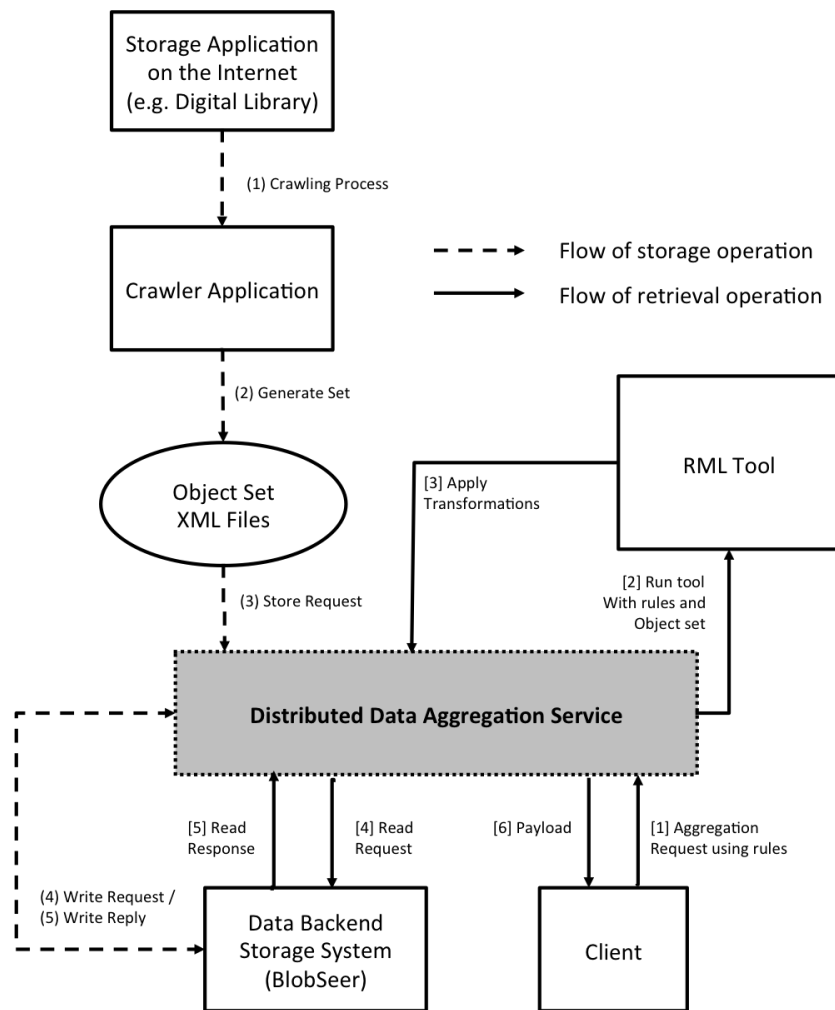 Storage Application
on the Internet
(e.g. Digital Library)
(1) Crawling Process
Crawler Application
Flow of storage operation
Flow of retrieval operation
(2) Generate Set
Object Set
XML Files
RML Tool
[3] Apply
Transformations
[2] Run tool
With rules and
Object set
(3) Store Request
Distributed Data Aggregation Service
[5] Read
Response
[4] Read
Request
[6] Payload
[1] Aggregation
Request using rules
(4) Write Request /
(5) Write Reply
Data Backend
Storage System
(BlobSeer)
Client